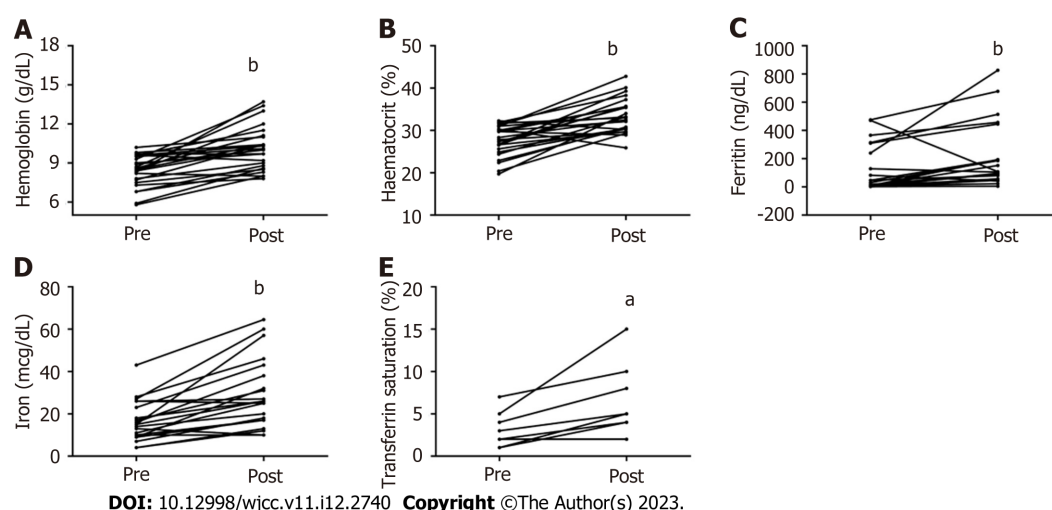 A
Hemoglobin (g/dL)
18
15
12
9
6
b
Pre
Post
B
Haematocrit (%)
50
40
30
20
10
b
Pre
Post
C
Ferritin (ng/dL)
1000
800
600
400
200
0
-200
b
Pre
Post
D
Iron (mcg/dL)
80
60
40
20
0
b
Pre
Post
E
Transferrin saturation (%)
20
15
10
5
0
a
Pre
Post
DOI: 10.12998/wjcc.v11.i12.2740 Copyright ©The Author(s) 2023.